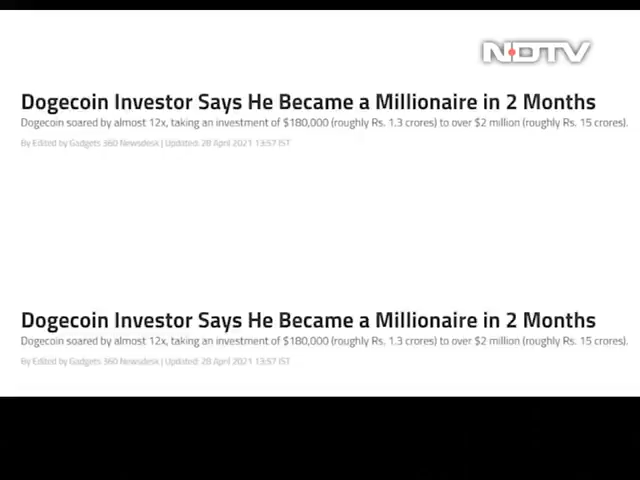 NDTV
Dogecoin Investor Says He Became a Millionaire in 2 Months
Dogecoin soared by almost 12x, taking an investment of $180,000 (roughly Rs. 1.3 crores) to over $2 million (roughly Rs. 15 crores).
By Edited by Gadgets 360 Newsdesk | Updated: 28 April 2021 13:57 IST
Dogecoin Investor Says He Became a Millionaire in 2 Months
Dogecoin soared by almost 12x, taking an investment of $180,000 (roughly Rs. 1.3 crores) to over $2 million (roughly Rs. 15 crores).
By Edited by Gadgets 360 Newsdesk | Updated: 28 April 2021 13:57 IST